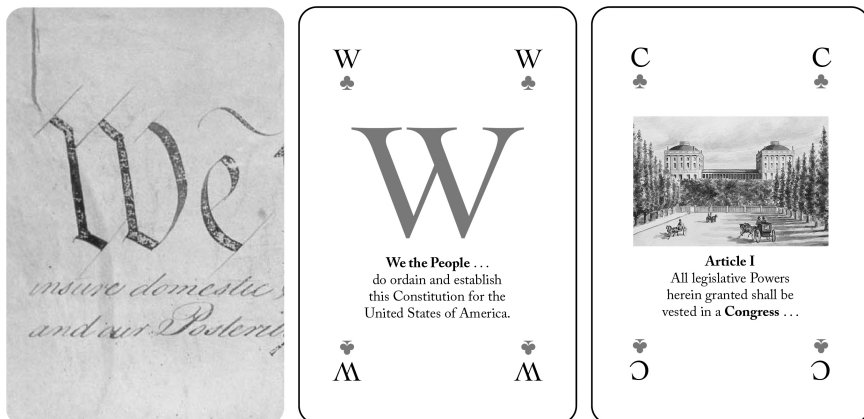 We
insure domestic
and our Posterity
W W
W
We the People . . .
do ordain and establish
this Constitution for the
United States of America.
W W
C C
Article I
All legislative Powers
herein granted shall be
vested in a Congress . . .
C C